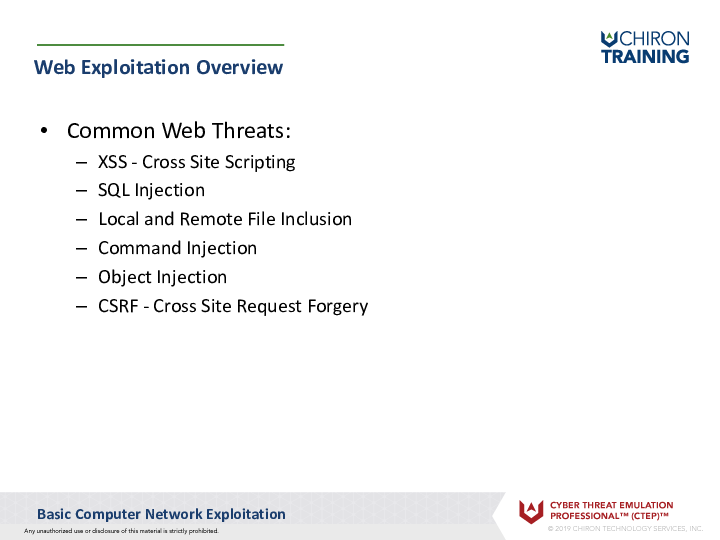 CHIRON
TRAINING
Web Exploitation Overview
• Common Web Threats:
– XSS - Cross Site Scripting
– SQL Injection
– Local and Remote File Inclusion
– Command Injection
– Object Injection
– CSRF - Cross Site Request Forgery
Basic Computer Network Exploitation
Any unauthorized use or disclosure of this material is strictly prohibited.
CYBER THREAT EMULATION
PROFESSIONAL™ (CTEP)™
© 2019 CHIRON TECHNOLOGY SERVICES, INC.